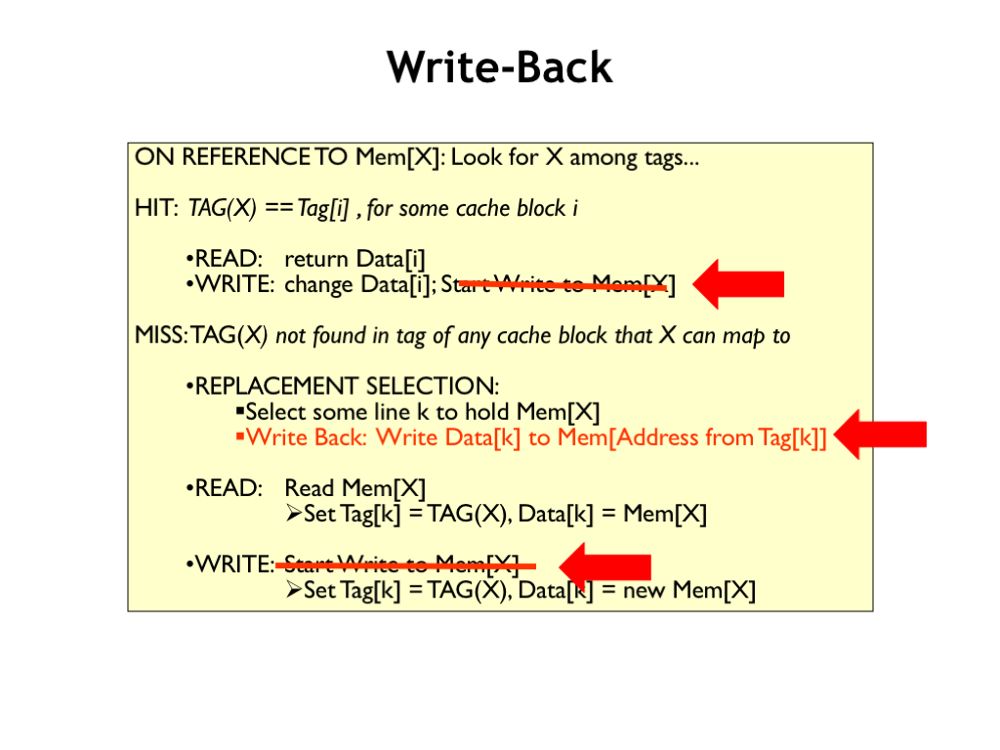 Write-Back
ON REFERENCE TO Mem[X]: Look for X among tags...
HIT: TAG(X) == Tag[i] , for some cache block i
•READ: return Data[i]
•WRITE: change Data[i]; Start Write to Mem[X]
MISS: TAG(X) not found in tag of any cache block that X can map to
•REPLACEMENT SELECTION:
▪Select some line k to hold Mem[X]
▪Write Back: Write Data[k] to Mem[Address from Tag[k]]
•READ: Read Mem[X]
➢Set Tag[k] = TAG(X), Data[k] = Mem[X]
•WRITE: Start Write to Mem[X]
➢Set Tag[k] = TAG(X), Data[k] = new Mem[X]